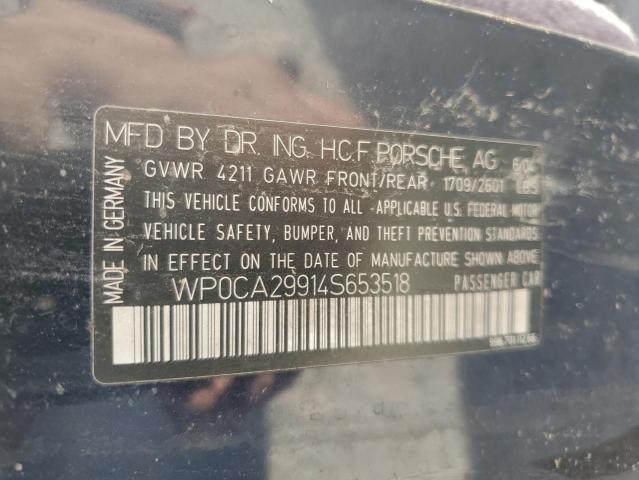 MFD BY DR. ING. H.C.F. PORSCHE AG
GVWR 4211 GAWR FRONT/REAR 1709/2601 LBS
THIS VEHICLE CONFORMS TO ALL APPLICABLE U.S. FEDERAL MOTOR
VEHICLE SAFETY, BUMPER, AND THEFT PREVENTION STANDARDS
IN EFFECT ON THE DATE OF MANUFACTURE SHOWN ABOVE
WP0CA29914S653518 PASSENGER CAR
MADE IN GERMANY